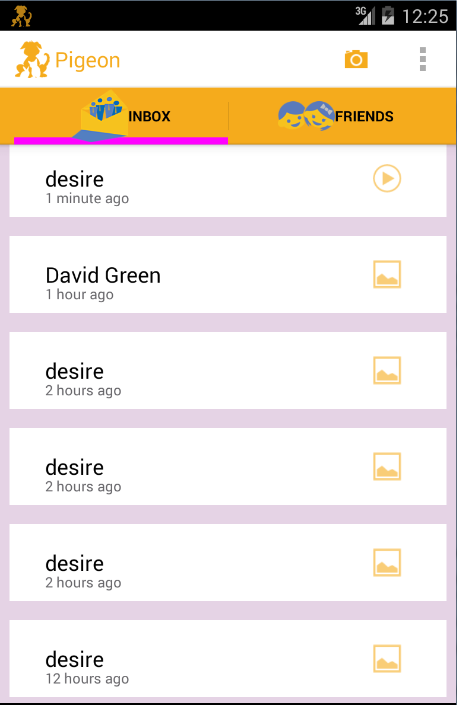 3G 12:25
Pigeon
INBOX FRIENDS
desire
1 minute ago
David Green
1 hour ago
desire
2 hours ago
desire
2 hours ago
desire
2 hours ago
desire
12 hours ago